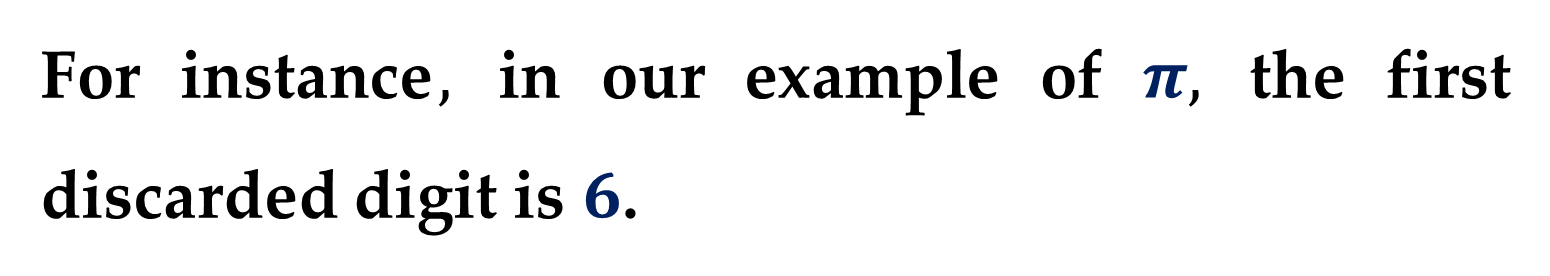 For instance, in our example of π, the first
discarded digit is 6.